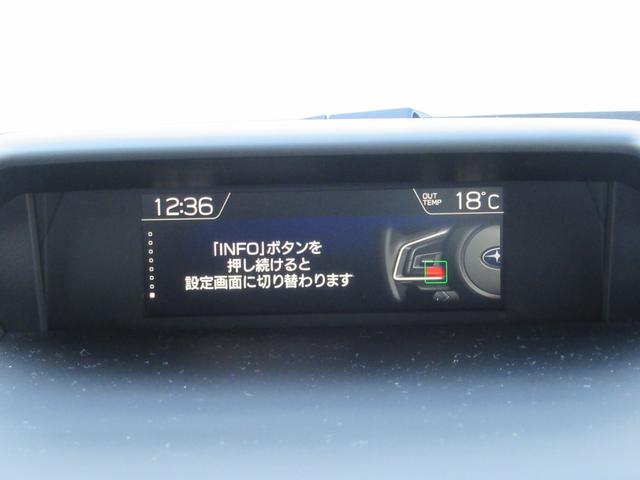 12:36
OUT
TEMP
18℃
「INFO」ボタンを
押し続けると
設定画面に切り替わります